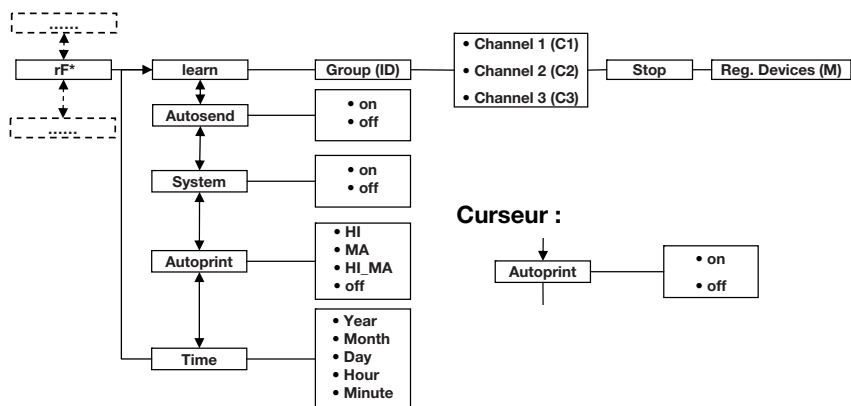 ......
rF*
......
learn
Group (ID)
• Channel 1 (C1)
• Channel 2 (C2)
• Channel 3 (C3)
Stop
Reg. Devices (M)
Autosend
• on
• off
System
• on
• off
Autoprint
• HI
• MA
• HI_MA
• off
Time
• Year
• Month
• Day
• Hour
• Minute
Curseur :
Autoprint
• on
• off